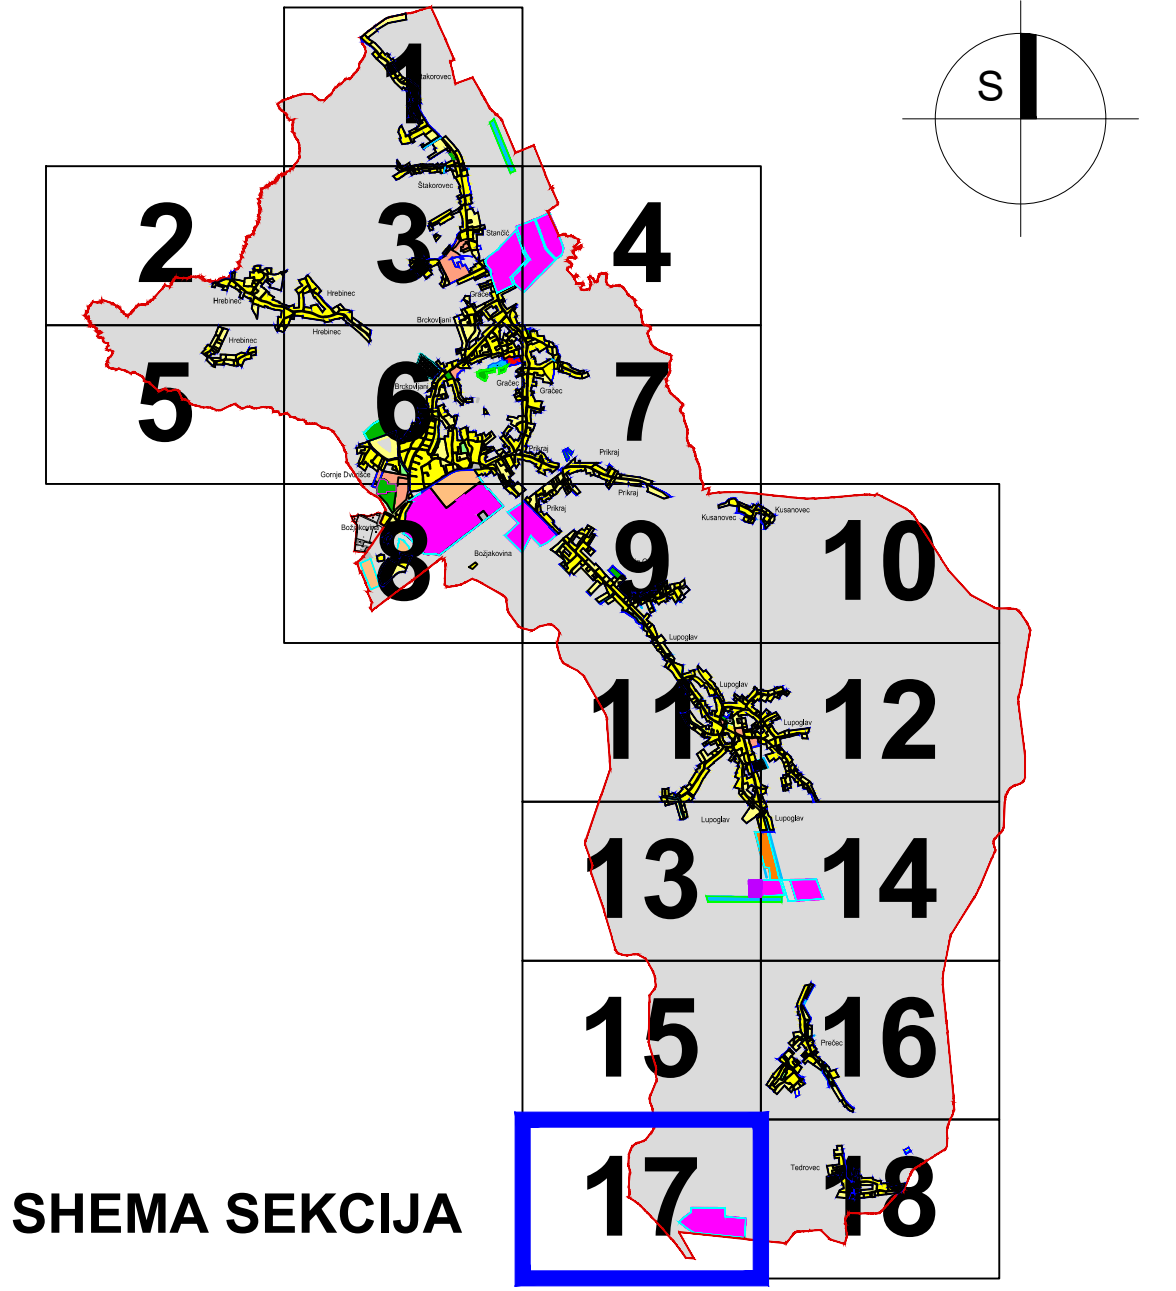 S
1
Štakorovec
Štakorovec
2
3
4
Stančić
Gračec
Hrebinec
Hrebinec
Hrebinec
Hrebinec
Brckovljani
5
6
7
Brckovljani
Gračec
Gračec
Prikraj
Prikraj
Gornje Dvorišće
Prikraj
Prikraj
Kusanovec
Kusanovec
Božjakovina
8
Božjakovina
9
10
Lupoglav
11
12
Lupoglav
Lupoglav
Lupoglav
Lupoglav
13
14
15
16
Prečec
17
18
Tedrovec
SHEMA SEKCIJA